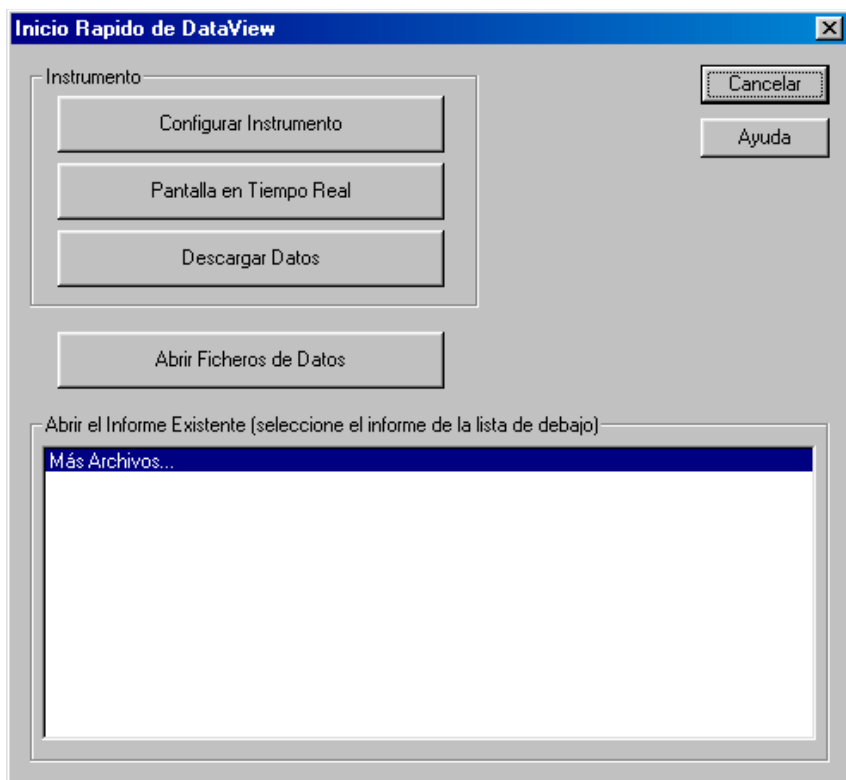 Inicio Rapido de DataView
Instrumento
Configurar Instrumento
Pantalla en Tiempo Real
Descargar Datos
Cancelar
Ayuda
Abrir Ficheros de Datos
Abrir el Informe Existente (seleccione el informe de la lista de debajo)
Más Archivos...